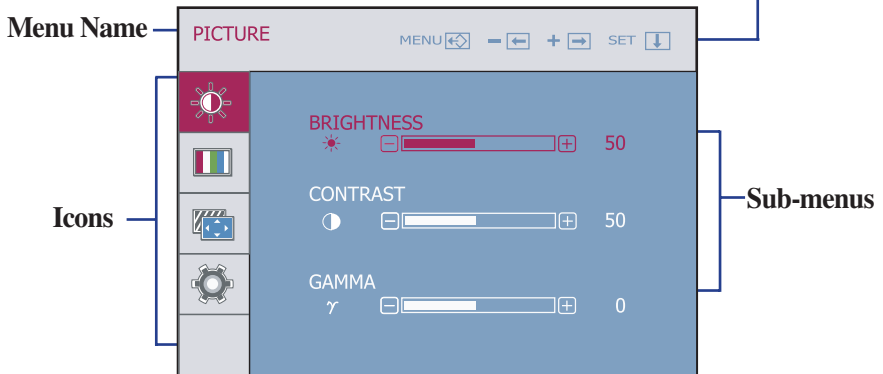 Menu Name
PICTURE
MENU - + SET
BRIGHTNESS
50
CONTRAST
50
Sub-menus
Icons
GAMMA
γ 0